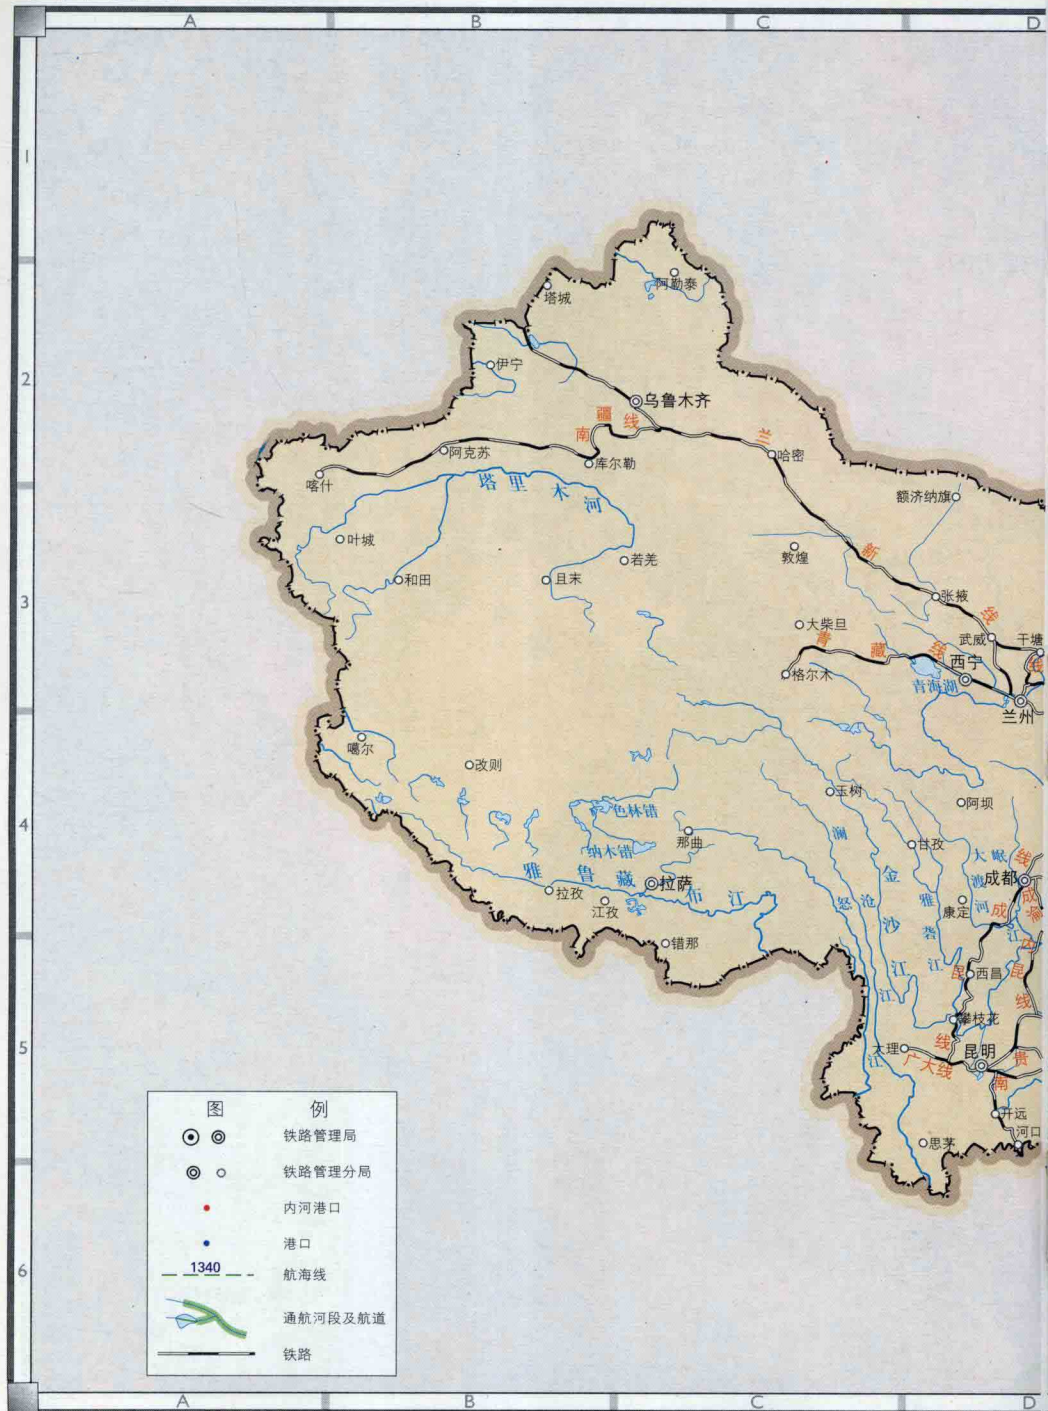 A
B
C
D
1
2
3
4
5
6
阿勒泰
塔城
伊宁
乌鲁木齐
南疆线
兰新线
哈密
阿克苏
库尔勒
喀什
塔里木河
额济纳旗
叶城
和田
且末
若羌
敦煌
张掖
大柴旦
武威
干塘
青藏线
线
西宁
格尔木
青海湖
兰州
噶尔
改则
玉树
阿坝
色林错
那曲
纳木错
澜沧江
甘孜
大渡河
岷江
成都
雅鲁藏布江
拉萨
拉孜
江孜
康定
错那
金沙江
怒江
雅砻江
成昆线
成渝线
内昆线
西昌
攀枝花
大理
昆明
广大线
贵
南
开远
河口
思茅
图 例
铁路管理局
铁路管理分局
内河港口
港口
1340
航海线
通航河段及航道
铁路
A
B
C
D